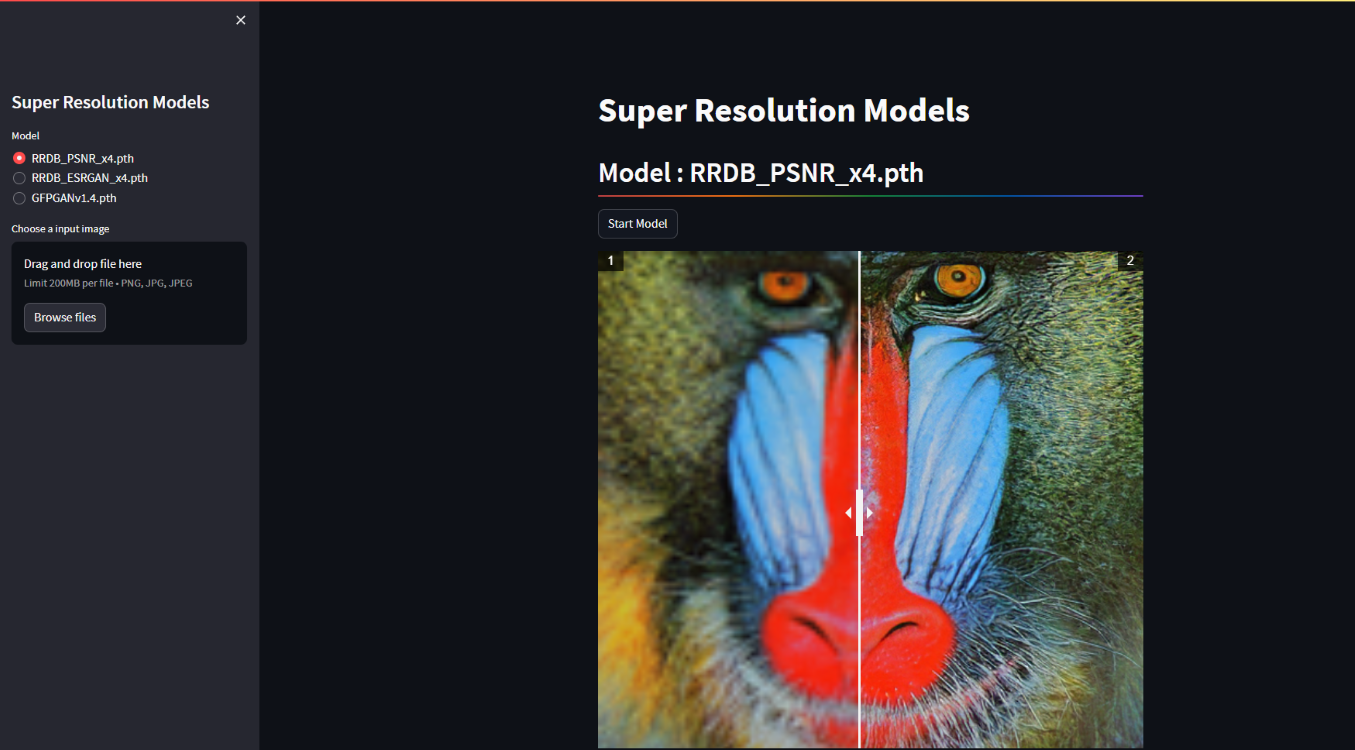 Super Resolution Models
Model
RRDB_PSNR_x4.pth
RRDB_ESRGAN_x4.pth
GFPGANv1.4.pth
Choose a input image
Drag and drop file here
Limit 200MB per file • PNG, JPG, JPEG
Browse files
Super Resolution Models
Model : RRDB_PSNR_x4.pth
Start Model
1
2